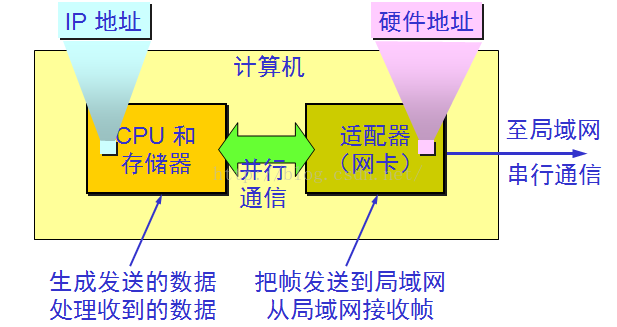 IP 地址
硬件地址
计算机
CPU 和
存储器
适配器
（网卡）
并行
通信
至局域网
串行通信
生成发送的数据
处理收到的数据
把帧发送到局域网
从局域网接收帧